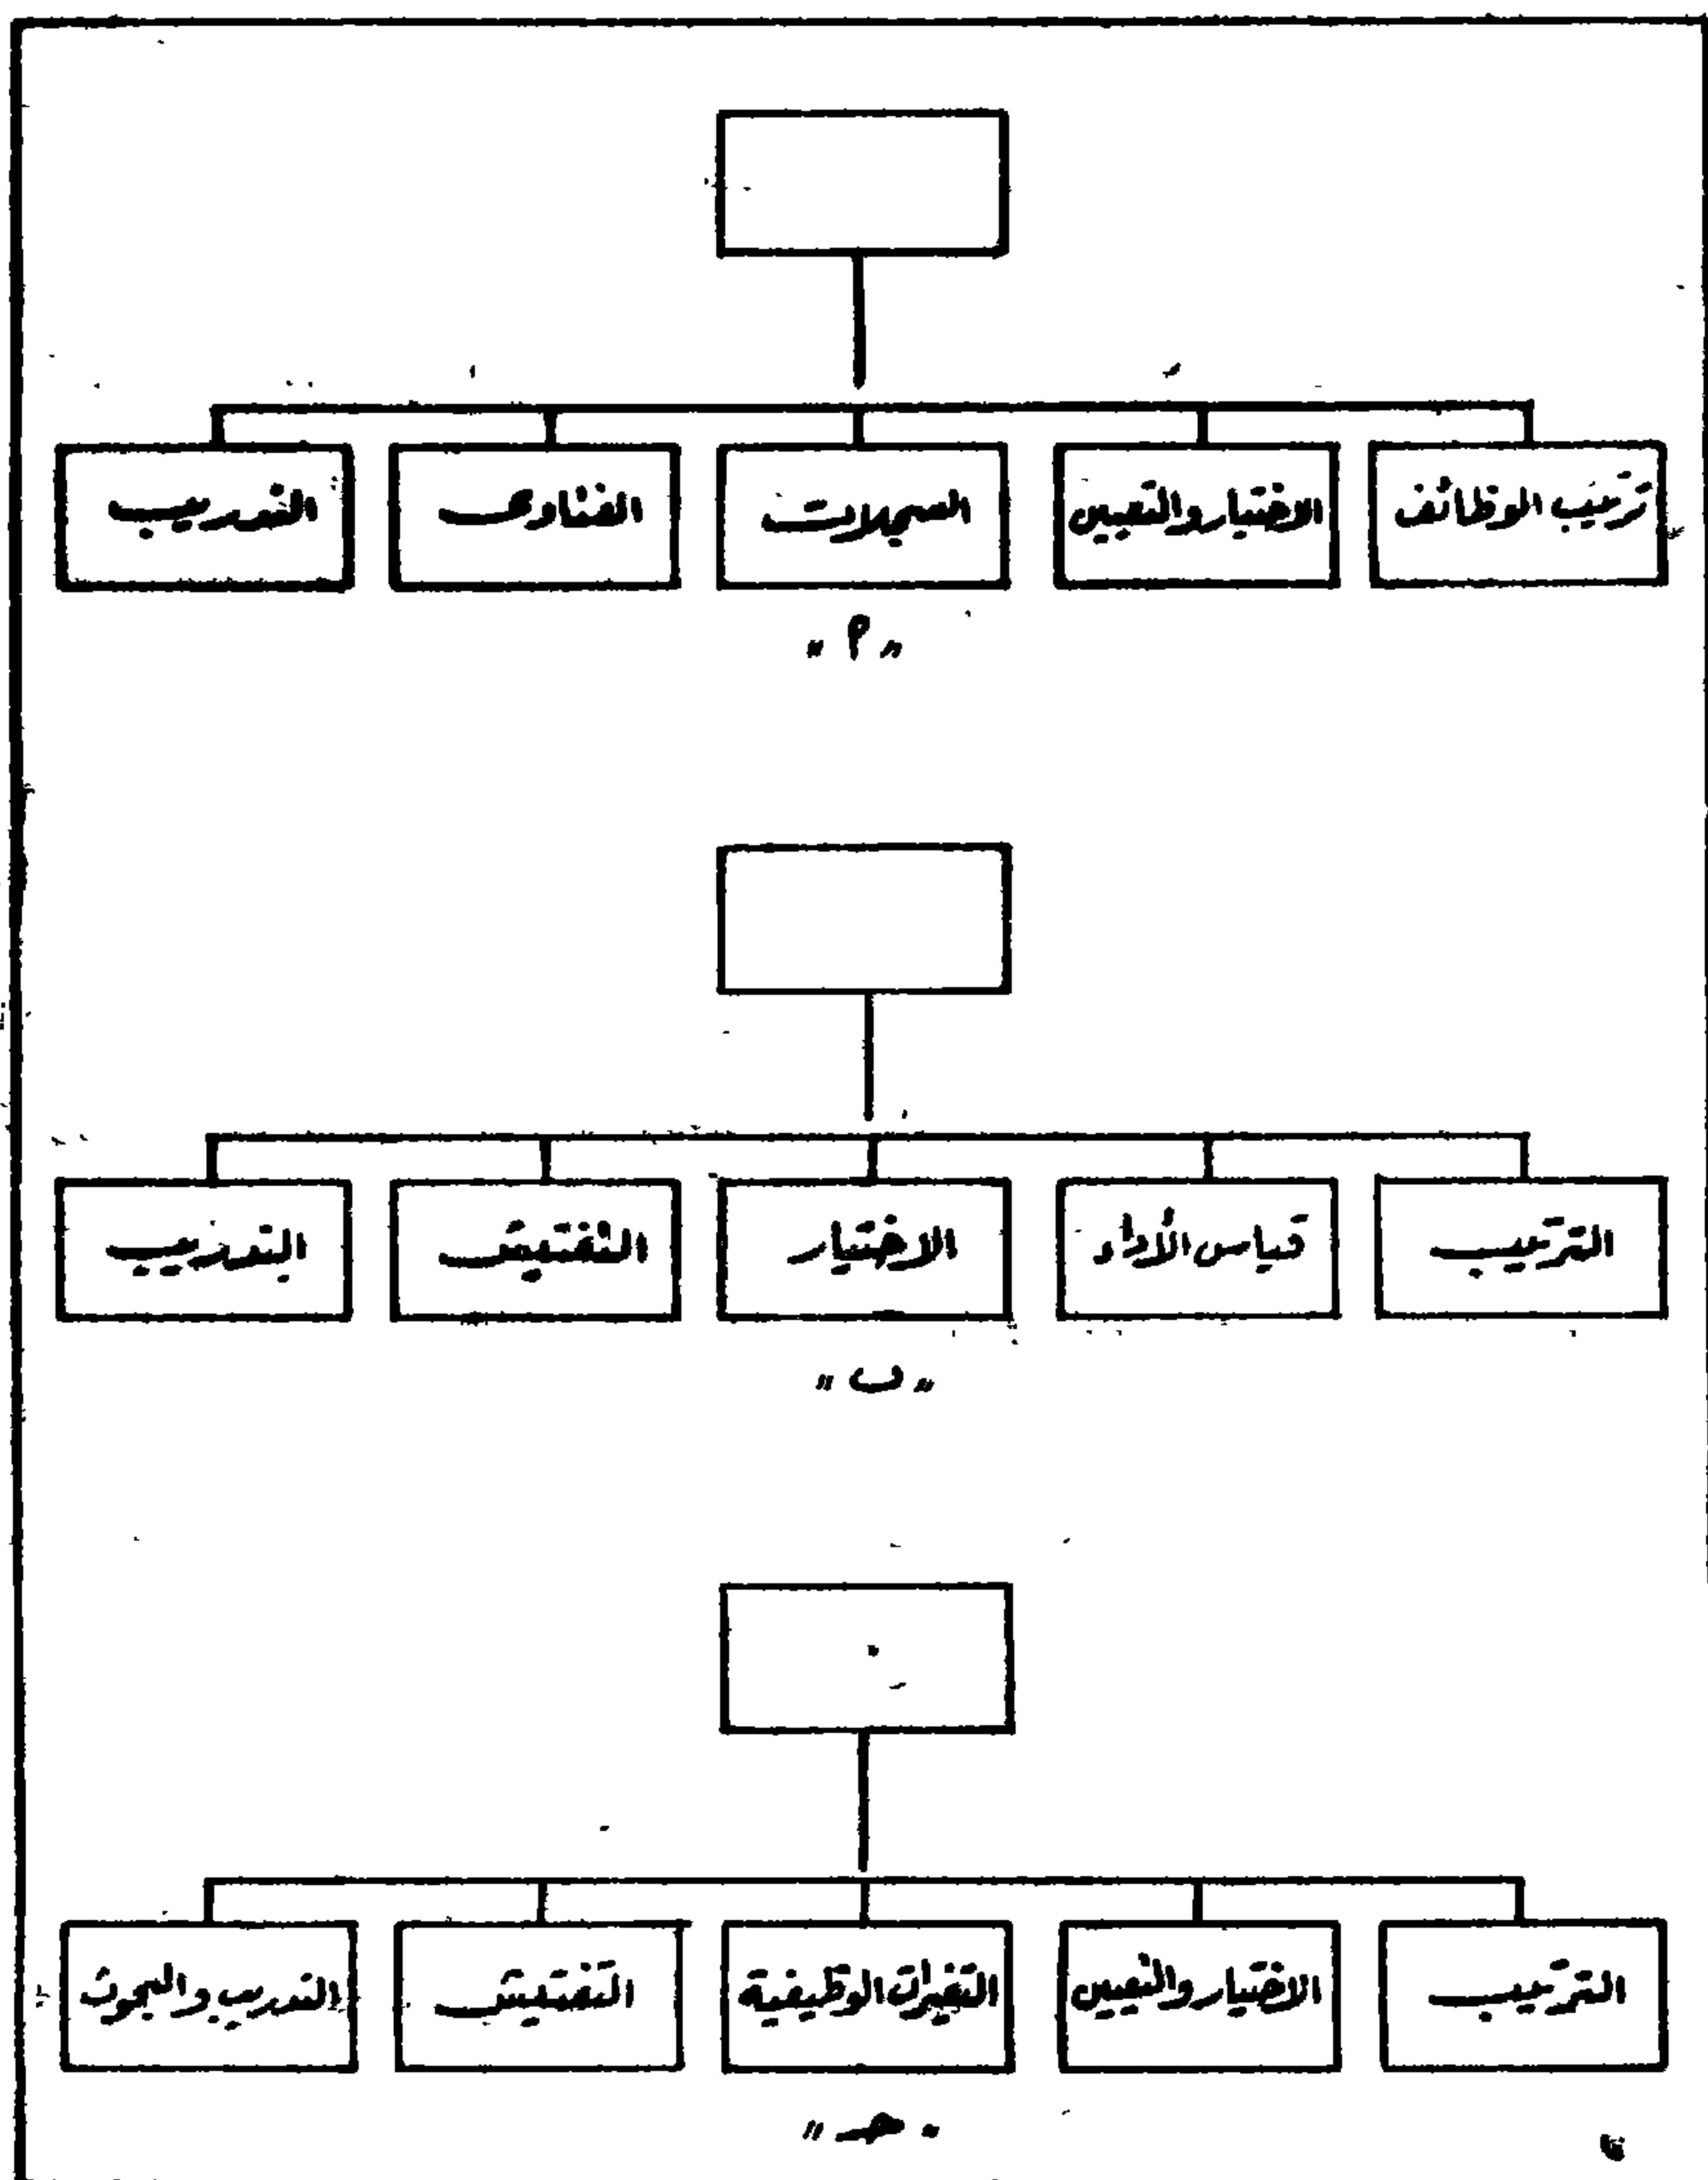 ترتيب الوظائف
الاختيار والتعيين
السجلات
الفتاوى
التدريب
"أ"
الترتيب
قياس الأداء
الاختيار
التفتيش
التدريب
"ب"
الترتيب
الاختيار والتعيين
التغيرات الوظيفية
التفتيش
التدريب والبحوث
"حـ"